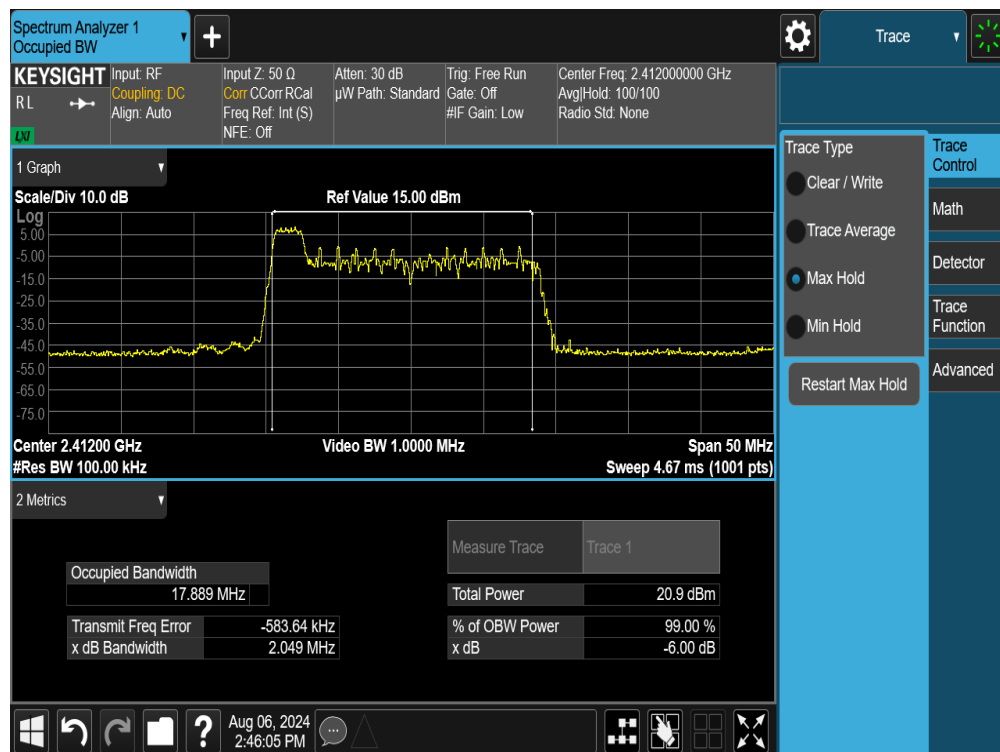 Spectrum Analyzer 1
Occupied BW
+
Trace
KEYSIGHT
RL
LXI
Input: RF
Coupling: DC
Align: Auto
Input Z: 50 Ω
Corr CCorr RCal
Freq Ref: Int (S)
NFE: Off
Atten: 30 dB
µW Path: Standard
Trig: Free Run
Gate: Off
#IF Gain: Low
Center Freq: 2.412000000 GHz
Avg|Hold: 100/100
Radio Std: None
1 Graph
Scale/Div 10.0 dB
Ref Value 15.00 dBm
Log
5.00
-5.00
-15.0
-25.0
-35.0
-45.0
-55.0
-65.0
-75.0
Center 2.41200 GHz
Video BW 1.0000 MHz
Span 50 MHz
#Res BW 100.00 kHz
Sweep 4.67 ms (1001 pts)
2 Metrics
Measure Trace
Trace 1
Occupied Bandwidth
17.889 MHz
Total Power
20.9 dBm
Transmit Freq Error
-583.64 kHz
% of OBW Power
99.00 %
x dB Bandwidth
2.049 MHz
x dB
-6.00 dB
Trace Type
Clear / Write
Trace Average
Max Hold
Min Hold
Restart Max Hold
Trace
Control
Math
Detector
Trace
Function
Advanced
?
Aug 06, 2024
2:46:05 PM